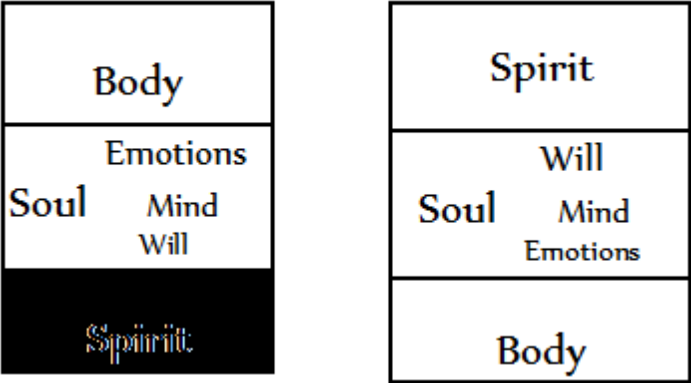 Body
Emotions
Soul Mind
Will
Spirit
Spirit
Will
Soul Mind
Emotions
Body